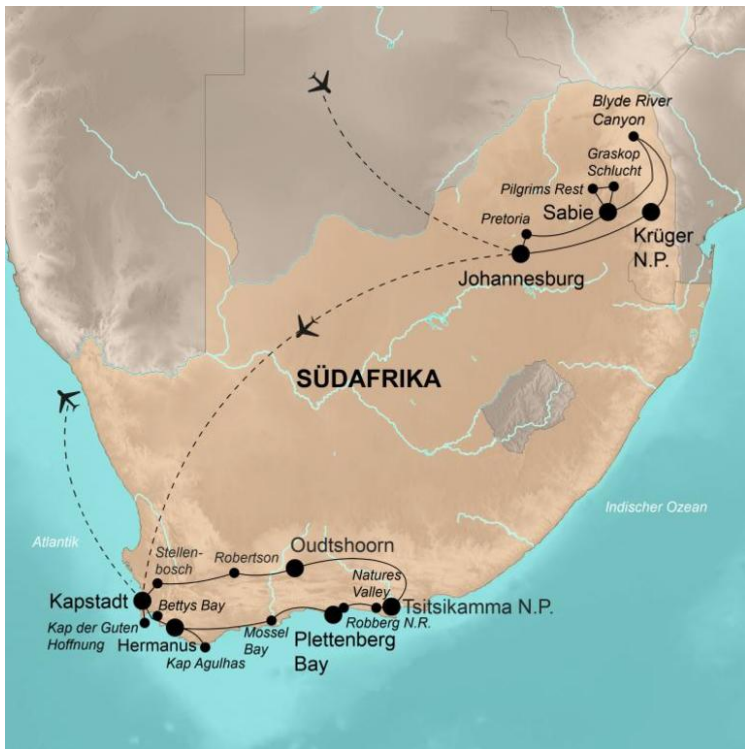 Blyde River
Canyon
Graskop
Schlucht
Pilgrims Rest
Sabie
Krüger
N.P.
Pretoria
Johannesburg
SÜDAFRIKA
Indischer Ozean
Atlantik
Stellen-
bosch
Robertson
Oudtshoorn
Natures
Valley
Kapstadt
Bettys Bay
Tsitsikamma N.P.
Robberg N.R.
Kap der Guten
Hoffnung
Hermanus
Mossel
Bay
Plettenberg
Bay
Kap Agulhas